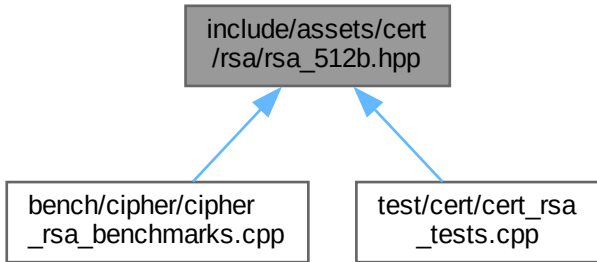 include/assets/cert
/rsa/rsa_512b.hpp
bench/cipher/cipher
_rsa_benchmarks.cpp
test/cert/cert_rsa
_tests.cpp